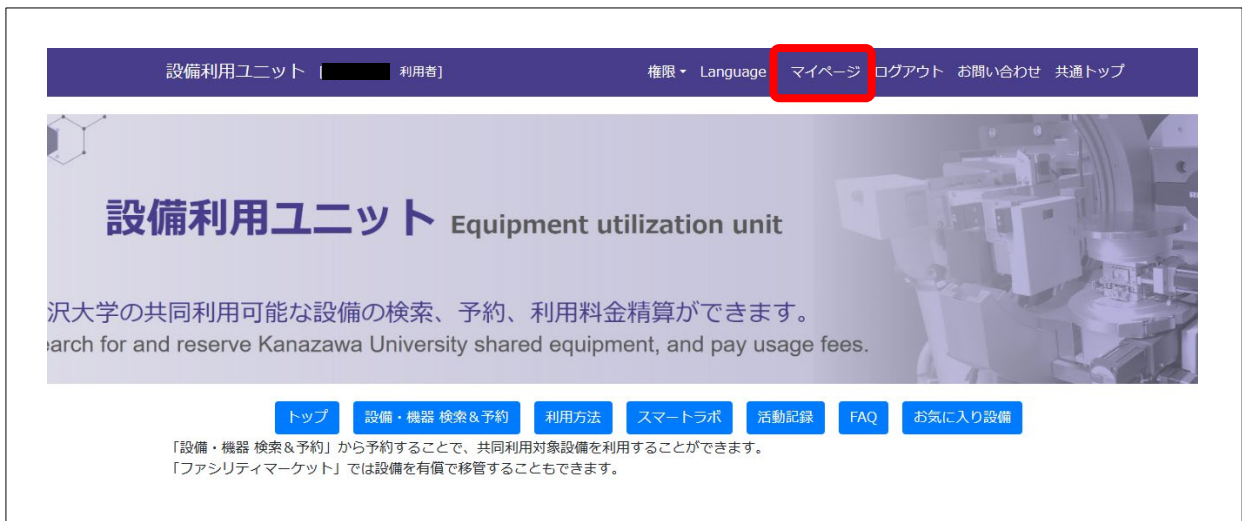 設備利用ユニット [ 利用者] 権限 Language マイページ ログアウト お問い合わせ 共通トップ
設備利用ユニット Equipment utilization unit
沢大学の共同利用可能な設備の検索、予約、利用料金精算ができます。
arch for and reserve Kanazawa University shared equipment, and pay usage fees.
トップ 設備・機器 検索&予約 利用方法 スマートラボ 活動記録 FAQ お気に入り設備
「設備・機器 検索&予約」から予約することで、共同利用対象設備を利用することができます。
「ファシリティマーケット」では設備を有償で移管することもできます。